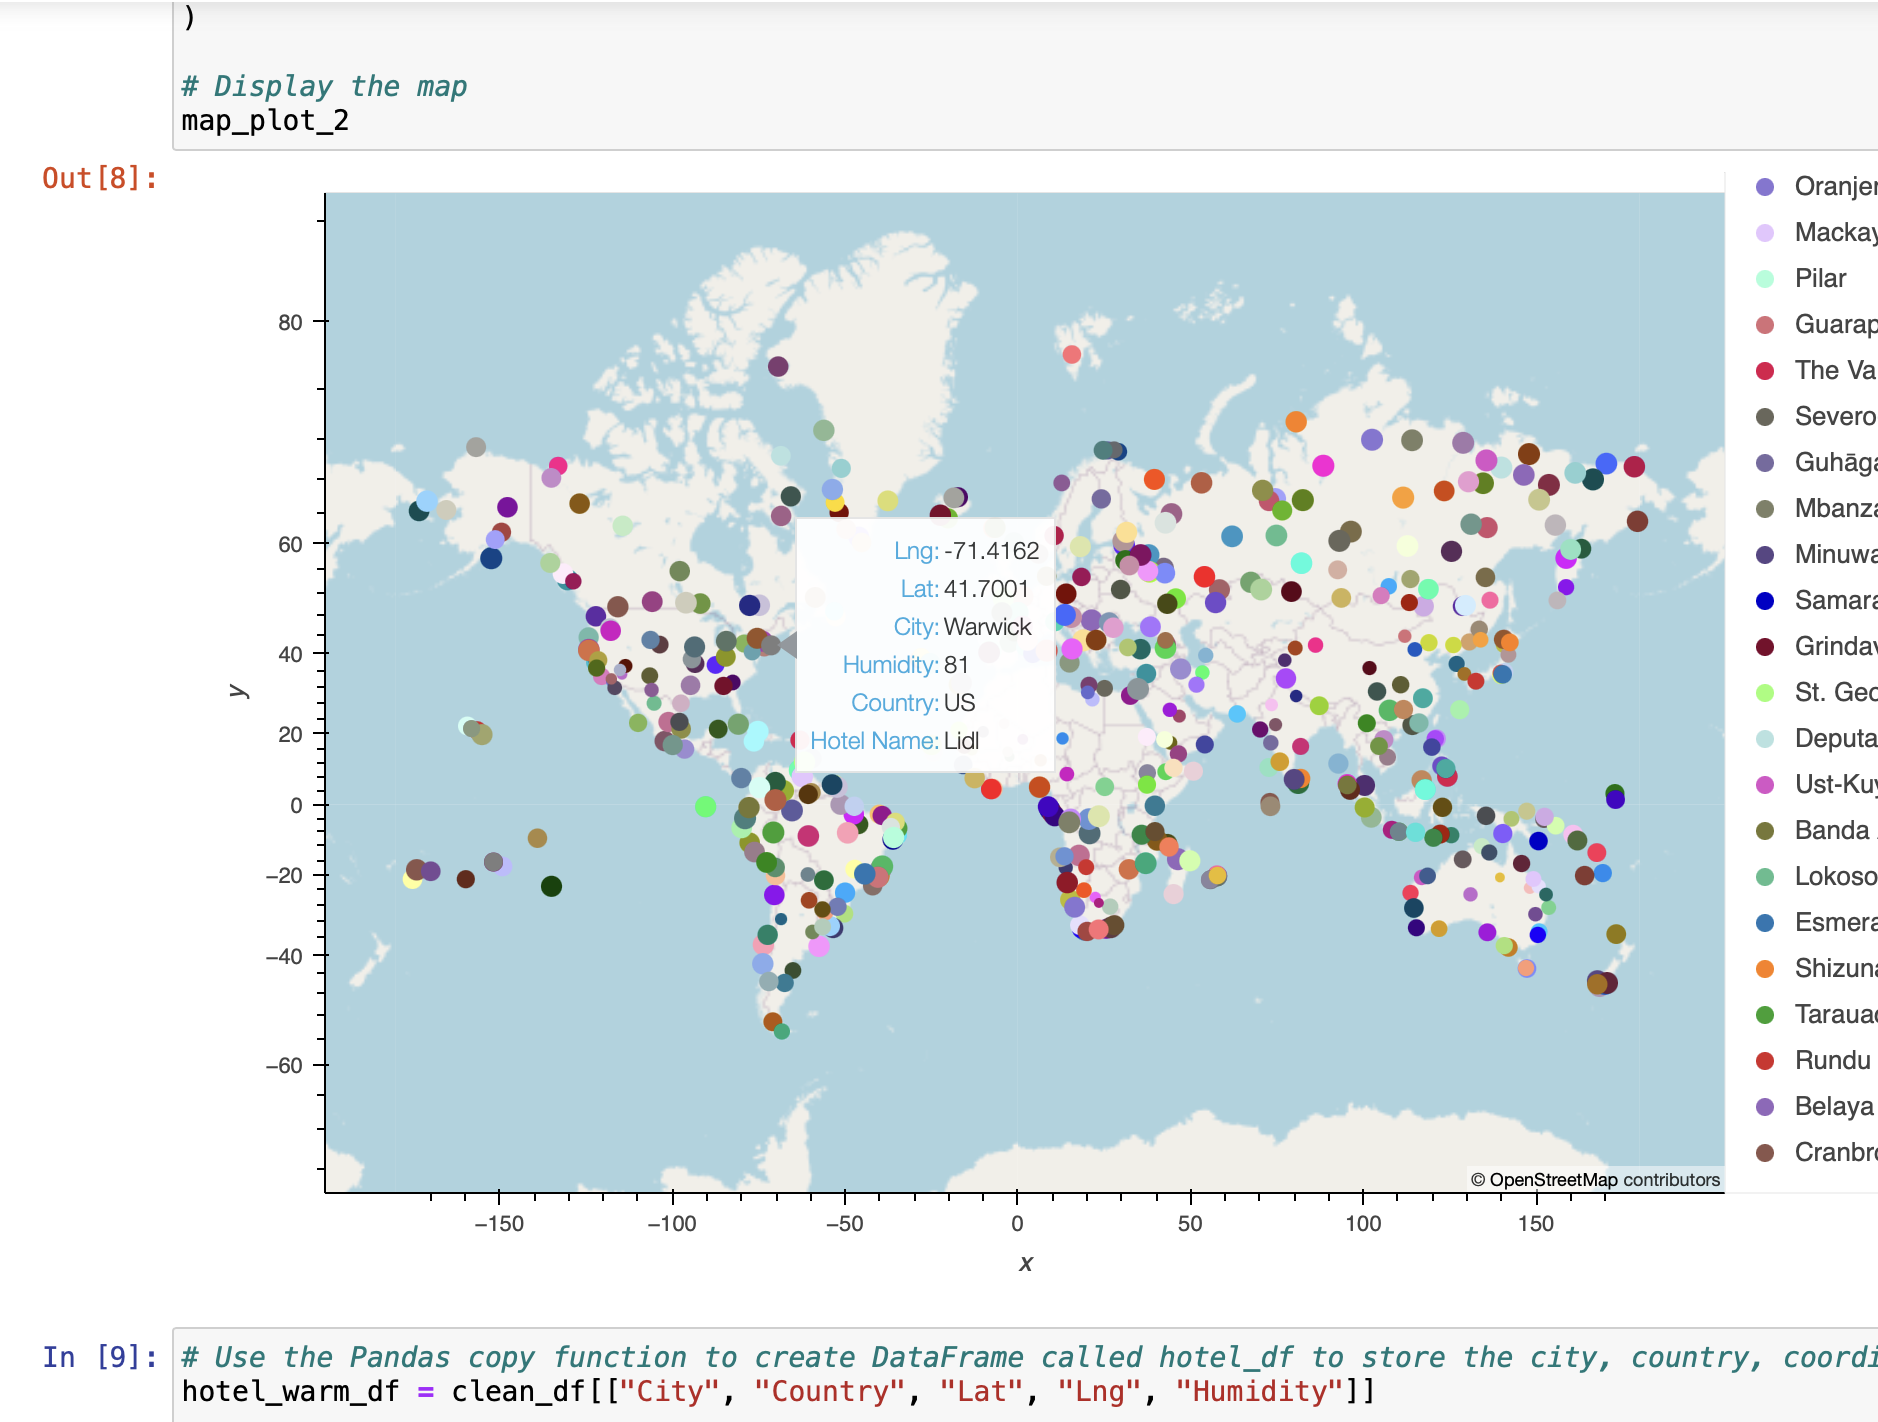 )
# Display the map
map_plot_2
Out[8]:
80
60
40
20
0
−20
−40
−60
y
Lng: -71.4162
Lat: 41.7001
City: Warwick
Humidity: 81
Country: US
Hotel Name: Lidl
© OpenStreetMap contributors
−150
−100
−50
0
50
100
150
x
Oranjer
Mackay
Pilar
Guarap
The Va
Severo
Guhāga
Mbanza
Minuwa
Samara
Grindav
St. Geo
Deputa
Ust-Kuy
Banda
Lokoso
Esmera
Shizuna
Tarauac
Rundu
Belaya
Cranbro
In [9]:
# Use the Pandas copy function to create DataFrame called hotel_df to store the city, country, coordi
hotel_warm_df = clean_df[["City", "Country", "Lat", "Lng", "Humidity"]]